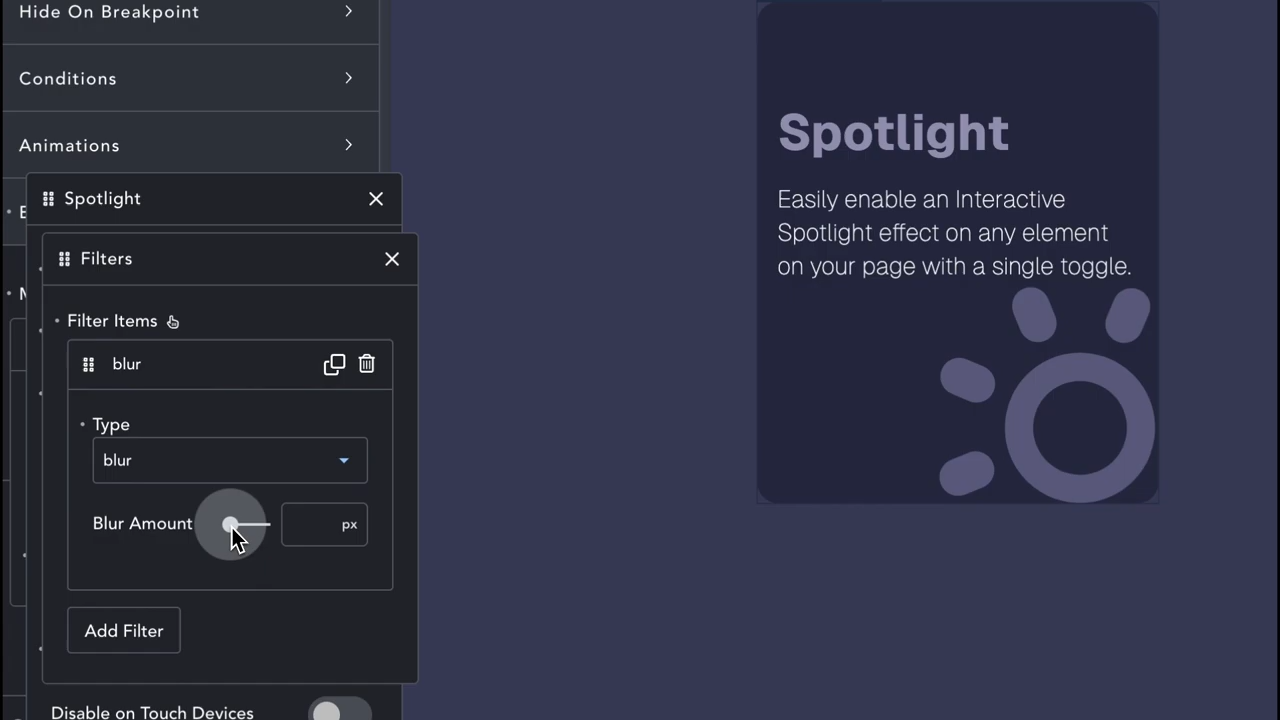 Hide On Breakpoint
Conditions
Animations
Spotlight
Filters
Filter Items
blur
Type
blur
Blur Amount
px
Add Filter
Disable on Touch Devices
Spotlight
Easily enable an Interactive
Spotlight effect on any element
on your page with a single toggle.